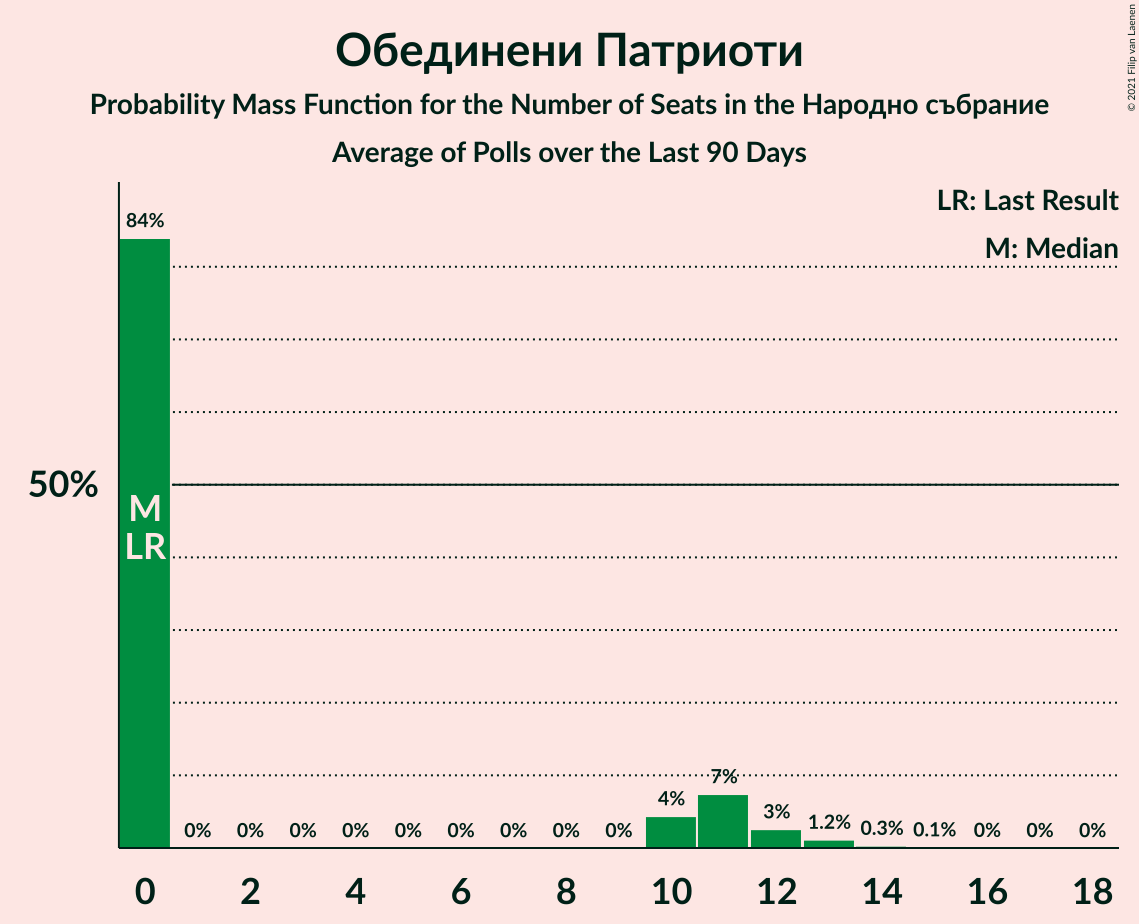 Обединени Патриоти
Probability Mass Function for the Number of Seats in the Народно събрание
Average of Polls over the Last 90 Days
© 2021 Filip van Laenen
LR: Last Result
M: Median
84%
50%
M
LR
0% 0% 0% 0% 0% 0% 0% 0% 0% 4% 7% 3% 1.2% 0.3% 0.1% 0% 0% 0%
0 2 4 6 8 10 12 14 16 18